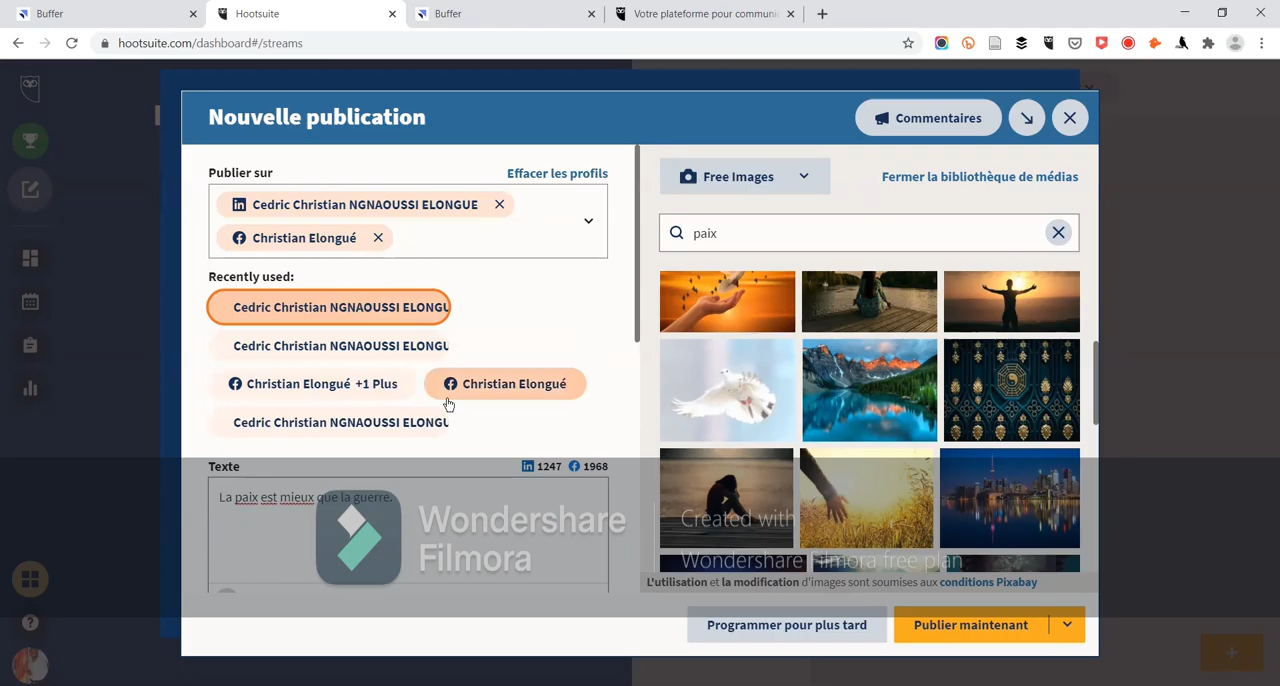 Buffer
Hootsuite
Buffer
Votre plateforme pour communi
hootsuite.com/dashboard#/streams
Nouvelle publication
Commentaires
Publier sur
Effacer les profils
Cedric Christian NGNAOUSSI ELONGUE
Christian Elongué
Recently used:
Cedric Christian NGNAOUSSI ELONGU
Cedric Christian NGNAOUSSI ELONGU
Christian Elongué +1 Plus
Christian Elongué
Cedric Christian NGNAOUSSI ELONGU
Texte
1247
1968
La paix est mieux que la guerre.
Free Images
Fermer la bibliothèque de médias
paix
L'utilisation et la modification d'images sont soumises aux conditions Pixabay
Programmer pour plus tard
Publier maintenant
Wondershare
Filmora
Created with
Wondershare Filmora free plan